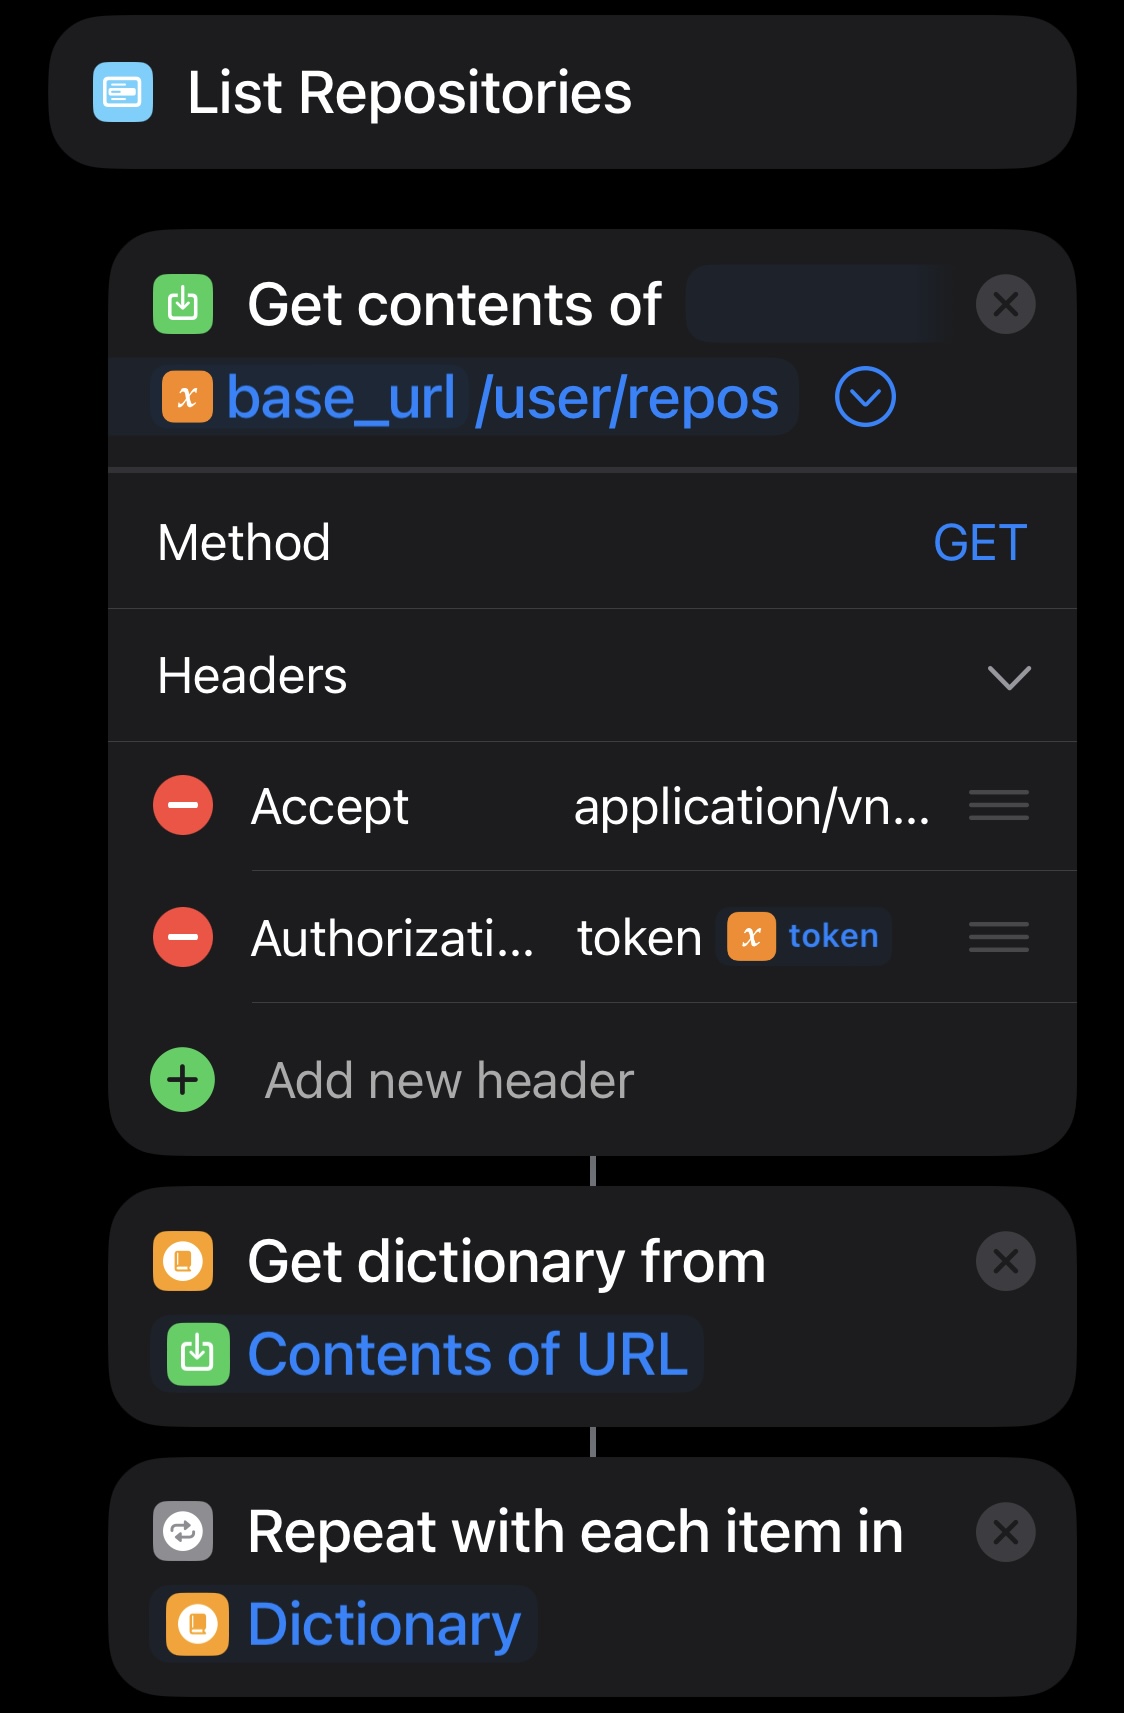 List Repositories
Get contents of
x base_url /user/repos
Method GET
Headers
Accept application/vn...
Authorizati... token x token
Add new header
Get dictionary from
Contents of URL
Repeat with each item in
Dictionary